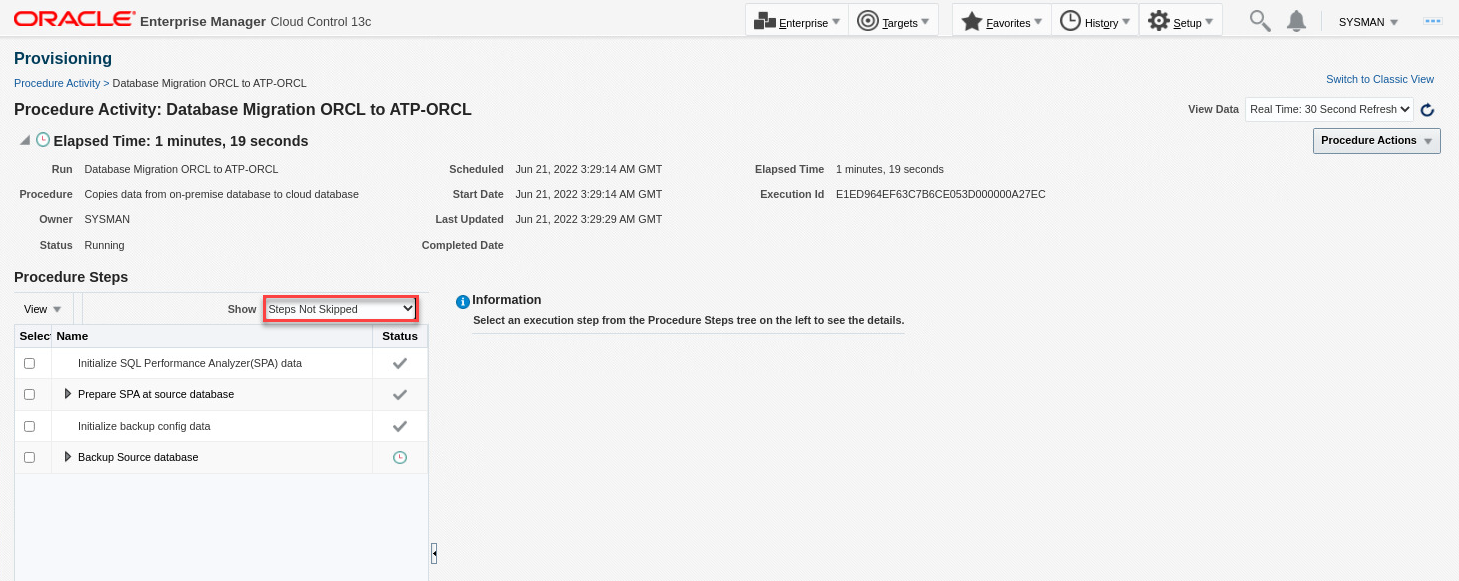 ORACLE Enterprise Manager Cloud Control 13c
Enterprise Targets Favorites History Setup SYSMAN
Provisioning
Procedure Activity > Database Migration ORCL to ATP-ORCL
Switch to Classic View
Procedure Activity: Database Migration ORCL to ATP-ORCL
View Data Real Time: 30 Second Refresh
Elapsed Time: 1 minutes, 19 seconds
Procedure Actions
Run Database Migration ORCL to ATP-ORCL Scheduled Jun 21, 2022 3:29:14 AM GMT Elapsed Time 1 minutes, 19 seconds
Procedure Copies data from on-premise database to cloud database Start Date Jun 21, 2022 3:29:14 AM GMT Execution Id E1ED964EF63C7B6CE053D000000A27EC
Owner SYSMAN Last Updated Jun 21, 2022 3:29:29 AM GMT
Status Running Completed Date
Procedure Steps
View Show Steps Not Skipped
Selec Name Status
Initialize SQL Performance Analyzer(SPA) data
Prepare SPA at source database
Initialize backup config data
Backup Source database
Information
Select an execution step from the Procedure Steps tree on the left to see the details.